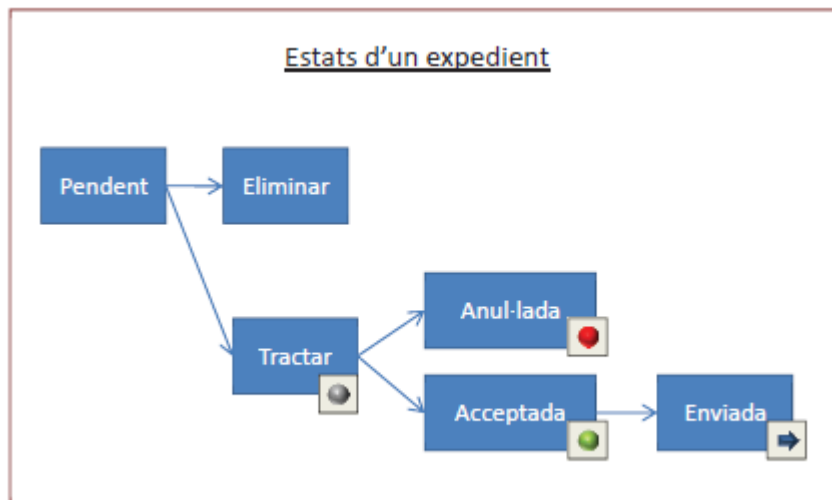 Estats d'un expedient
Pendent
Eliminar
Anul·lada
Tractar
Acceptada
Enviada